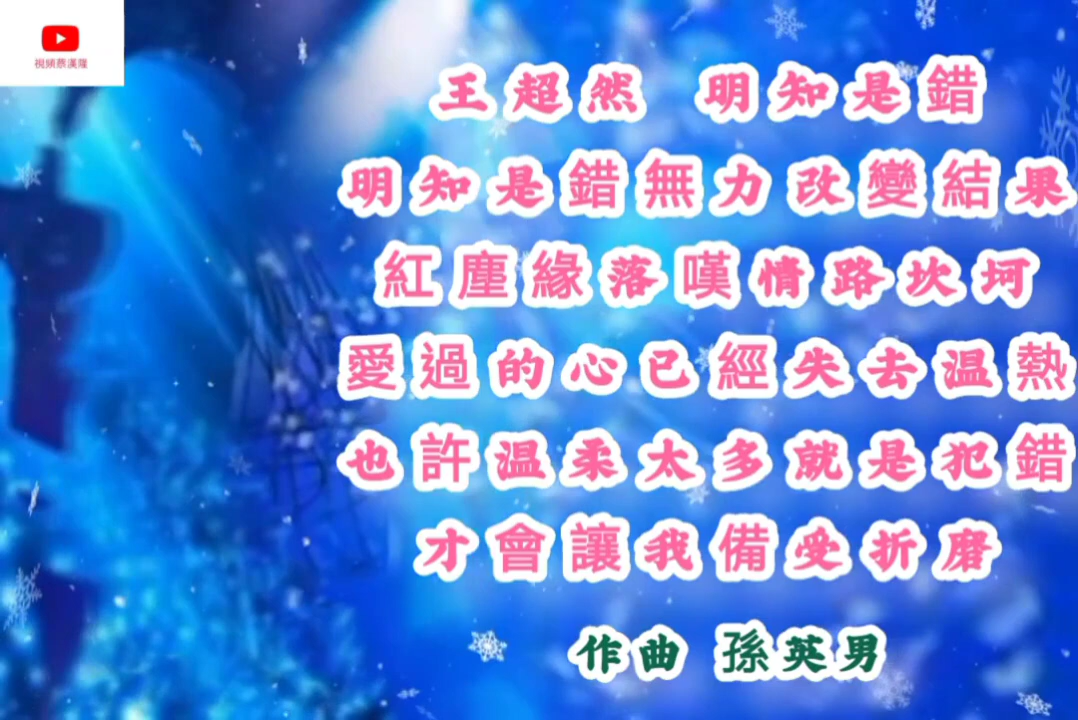 視頻蔡漢隆
王超然 明知是錯
明知是錯無力改變結果
紅塵緣落嘆情路坎坷
愛過的心已經失去温熱
也許温柔太多就是犯錯
才會讓我備受折磨
作曲 孫英男